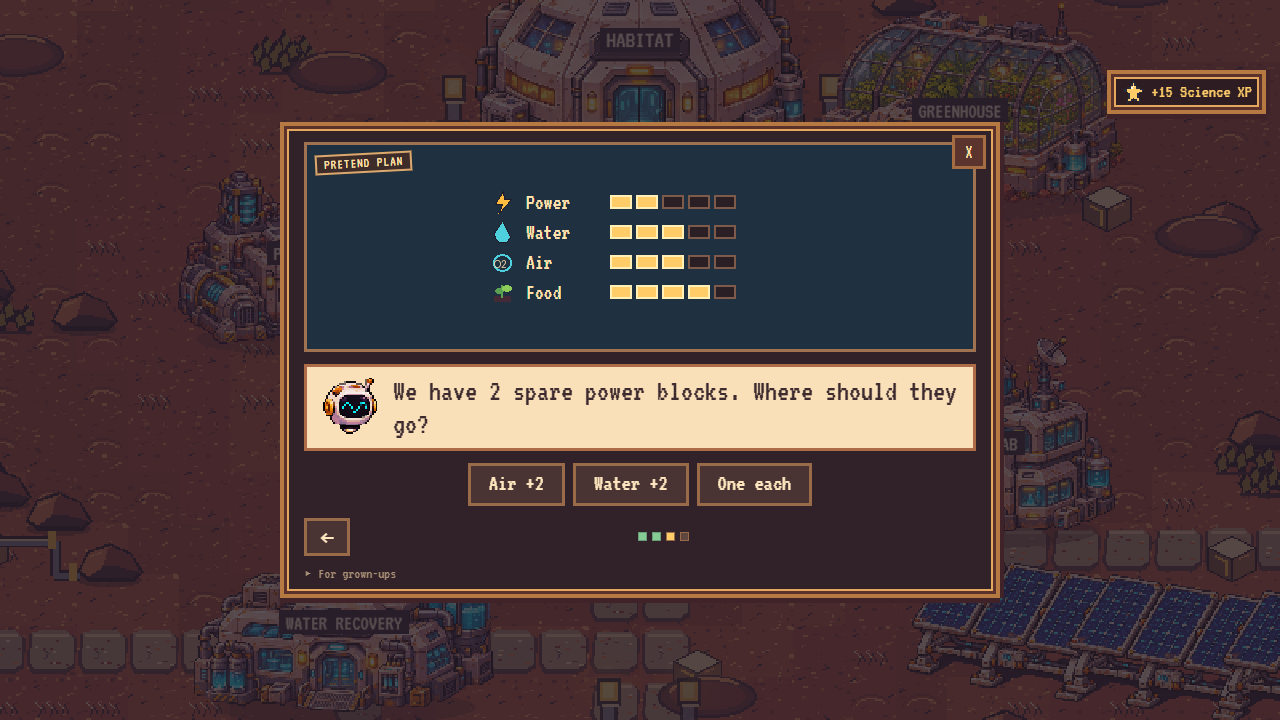 HABITAT
GREENHOUSE
+15 Science XP
PRETEND PLAN
X
Power
Water
O2 Air
Food
We have 2 spare power blocks. Where should they
go?
Air +2
Water +2
One each
For grown-ups
WATER RECOVERY